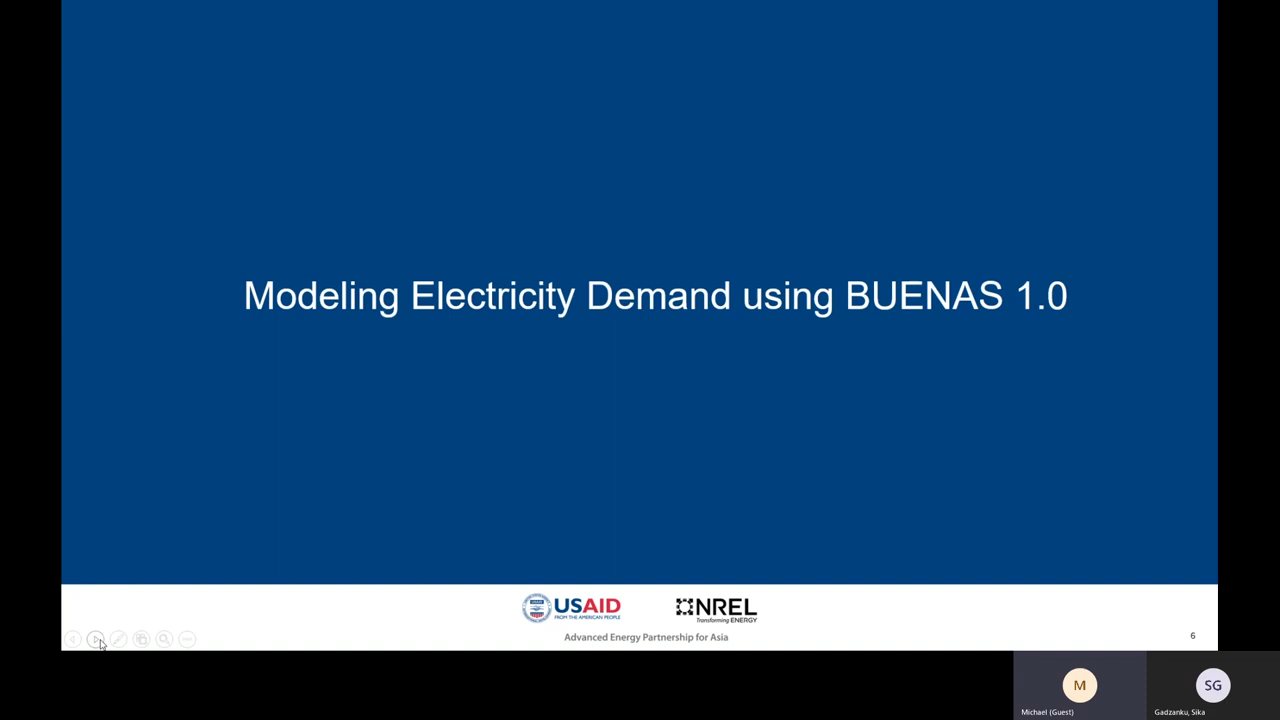 Modeling Electricity Demand using BUENAS 1.0
USAID
FROM THE AMERICAN PEOPLE
NREL
Transforming ENERGY
Advanced Energy Partnership for Asia
6
M
SG
Michael (Guest)
Gadzanku, Sika